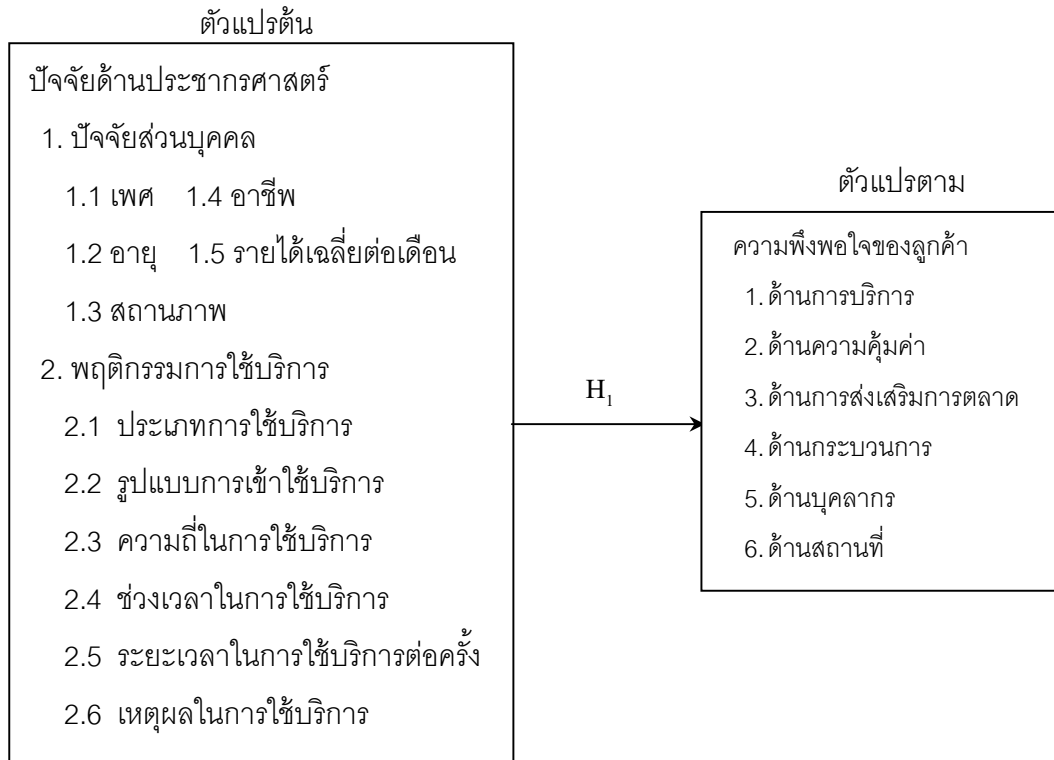 ตัวแปรต้น
ปัจจัยด้านประชากรศาสตร์
1. ปัจจัยส่วนบุคคล
1.1 เพศ 1.4 อาชีพ
1.2 อายุ 1.5 รายได้เฉลี่ยต่อเดือน
1.3 สถานภาพ
2. พฤติกรรมการใช้บริการ
2.1 ประเภทการใช้บริการ
2.2 รูปแบบการเข้าใช้บริการ
2.3 ความถี่ในการใช้บริการ
2.4 ช่วงเวลาในการใช้บริการ
2.5 ระยะเวลาในการใช้บริการต่อครั้ง
2.6 เหตุผลในการใช้บริการ
H₁
ตัวแปรตาม
ความพึงพอใจของลูกค้า
1. ด้านการบริการ
2. ด้านความคุ้มค่า
3. ด้านการส่งเสริมการตลาด
4. ด้านกระบวนการ
5. ด้านบุคลากร
6. ด้านสถานที่